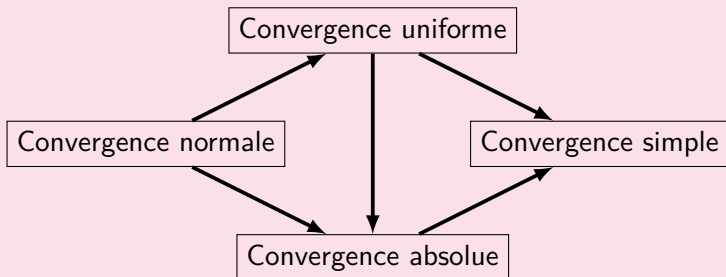 Convergence uniforme
Convergence normale
Convergence simple
Convergence absolue